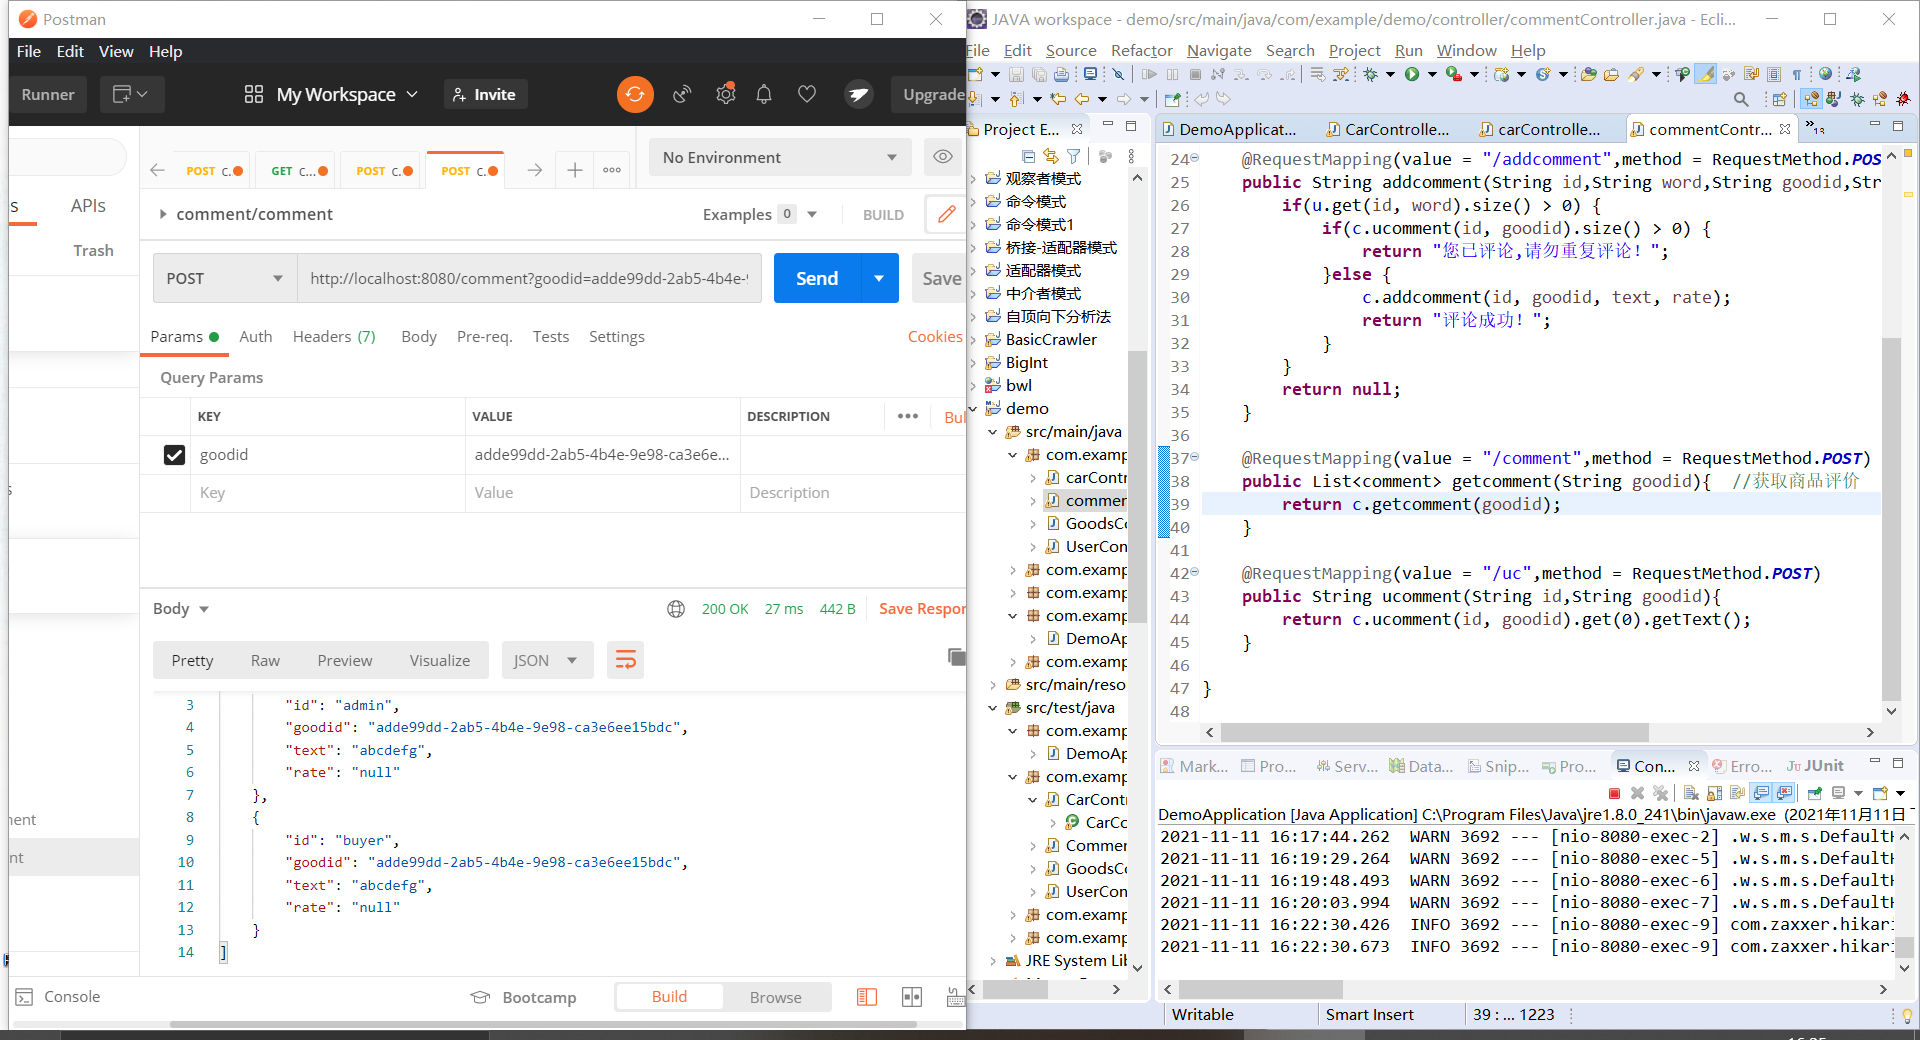 Postman
File Edit View Help
Runner
My Workspace
Invite
Upgrade
APIs
Trash
POST c.
GET c...
POST c.
POST c.
No Environment
comment/comment
Examples 0
BUILD
POST
http://localhost:8080/comment?goodid=adde99dd-2ab5-4b4e-
Send
Save
Params
Auth
Headers (7)
Body
Pre-req.
Tests
Settings
Cookies
Query Params
KEY VALUE DESCRIPTION ••• Bul
goodid adde99dd-2ab5-4b4e-9e98-ca3e6e...
Key Value Description
Body
200 OK 27 ms 442 B Save Respor
Pretty Raw Preview Visualize JSON
3 "id": "admin",
4 "goodid": "adde99dd-2ab5-4b4e-9e98-ca3e6ee15bdc",
5 "text": "abcdefg",
6 "rate": "null"
7 },
8 {
9 "id": "buyer",
10 "goodid": "adde99dd-2ab5-4b4e-9e98-ca3e6ee15bdc",
11 "text": "abcdefg",
12 "rate": "null"
13 }
14 ]
Console
Bootcamp
Build
Browse
JAVA workspace - demo/src/main/java/com/example/demo/controller/commentController.java - Ecli...
File Edit Source Refactor Navigate Search Project Run Window Help
Project E...
观察者模式
命令模式
命令模式1
桥接-适配器模式
适配器模式
中介者模式
自顶向下分析法
BasicCrawler
BigInt
bwl
demo
src/main/java
com.examp
carContr
commer
GoodsCo
UserCon
com.examp
com.examp
com.examp
DemoAp
com.examp
src/main/reso
src/test/java
com.examp
DemoAp
com.examp
CarContr
CarCo
Commer
GoodsCo
UserCon
com.examp
com.examp
JRE System Lib
DemoApplicat...
CarControlle...
carControlle...
commentContr...
13
24 @RequestMapping(value = "/addcomment",method = RequestMethod.POS
25 public String addcomment(String id,String word,String goodid,Str
26 if(u.get(id, word).size() > 0) {
27 if(c.ucomment(id, goodid).size() > 0) {
28 return "您已评论,请勿重复评论！";
29 }else {
30 c.addcomment(id, goodid, text, rate);
31 return "评论成功！";
32 }
33 }
34 return null;
35 }
36
37 @RequestMapping(value = "/comment",method = RequestMethod.POST)
38 public List<comment> getcomment(String goodid){ //获取商品评价
39 return c.getcomment(goodid);
40 }
41
42 @RequestMapping(value = "/uc",method = RequestMethod.POST)
43 public String ucomment(String id,String goodid){
44 return c.ucomment(id, goodid).get(0).getText();
45 }
46
47 }
48
Mark... Pro... Serv... Data... Snip... Pro... Con... Erro... JUnit
DemoApplication [Java Application] C:\Program Files\Java\jre1.8.0_241\bin\javaw.exe (2021年11月11日
2021-11-11 16:17:44.262 WARN 3692 --- [nio-8080-exec-2] .w.s.m.s.DefaultH
2021-11-11 16:19:29.264 WARN 3692 --- [nio-8080-exec-5] .w.s.m.s.DefaultH
2021-11-11 16:19:48.493 WARN 3692 --- [nio-8080-exec-6] .w.s.m.s.DefaultH
2021-11-11 16:20:03.994 WARN 3692 --- [nio-8080-exec-7] .w.s.m.s.DefaultH
2021-11-11 16:22:30.426 INFO 3692 --- [nio-8080-exec-9] com.zaxxer.hikari
2021-11-11 16:22:30.673 INFO 3692 --- [nio-8080-exec-9] com.zaxxer.hikari
Writable
Smart Insert
39 : ... 1223